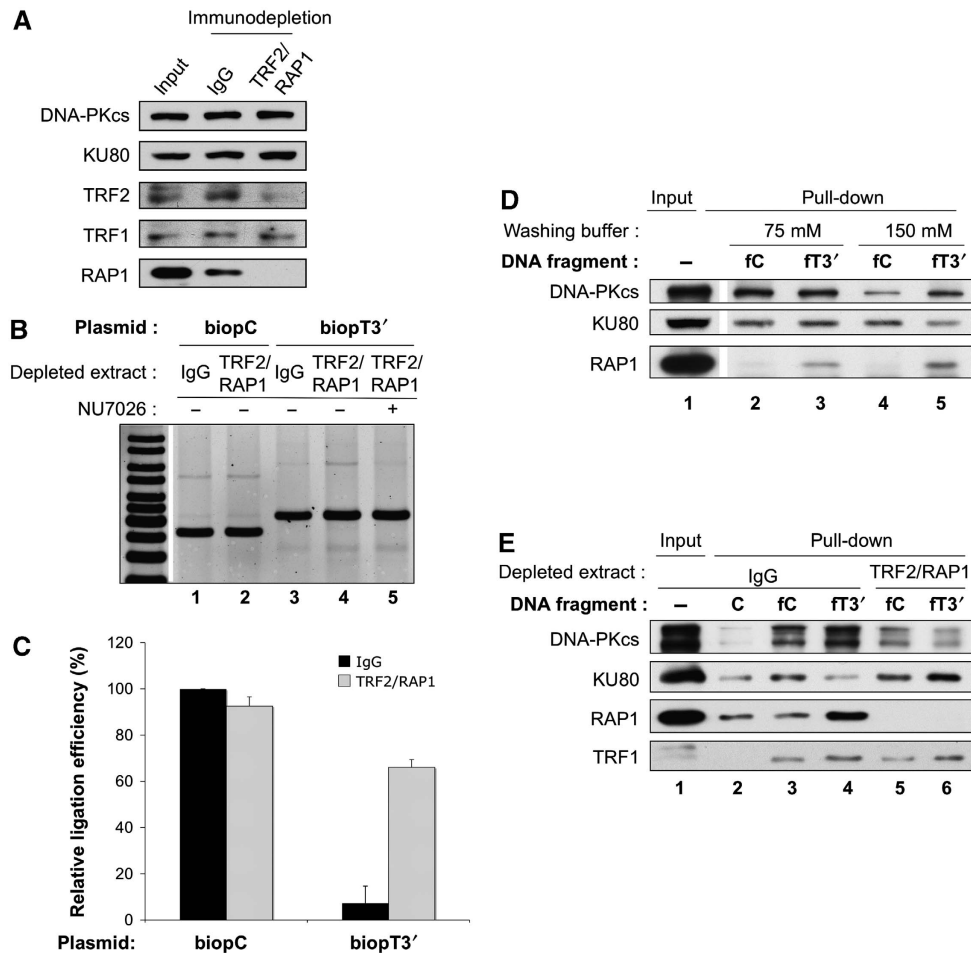 A
Immunodepletion
Input
IgG
TRF2/
RAP1
DNA-PKcs
KU80
TRF2
TRF1
RAP1
B
Plasmid : biopC biopT3′
Depleted extract : IgG TRF2/ RAP1 IgG TRF2/ RAP1 TRF2/ RAP1
NU7026 : – – – – +
1 2 3 4 5
C
Relative ligation efficiency (%)
120
100
80
60
40
20
0
IgG
TRF2/RAP1
Plasmid: biopC biopT3′
D
Input Pull-down
Washing buffer : 75 mM 150 mM
DNA fragment : – fC fT3′ fC fT3′
DNA-PKcs
KU80
RAP1
1 2 3 4 5
E
Input Pull-down
Depleted extract : IgG TRF2/RAP1
DNA fragment : – C fC fT3′ fC fT3′
DNA-PKcs
KU80
RAP1
TRF1
1 2 3 4 5 6